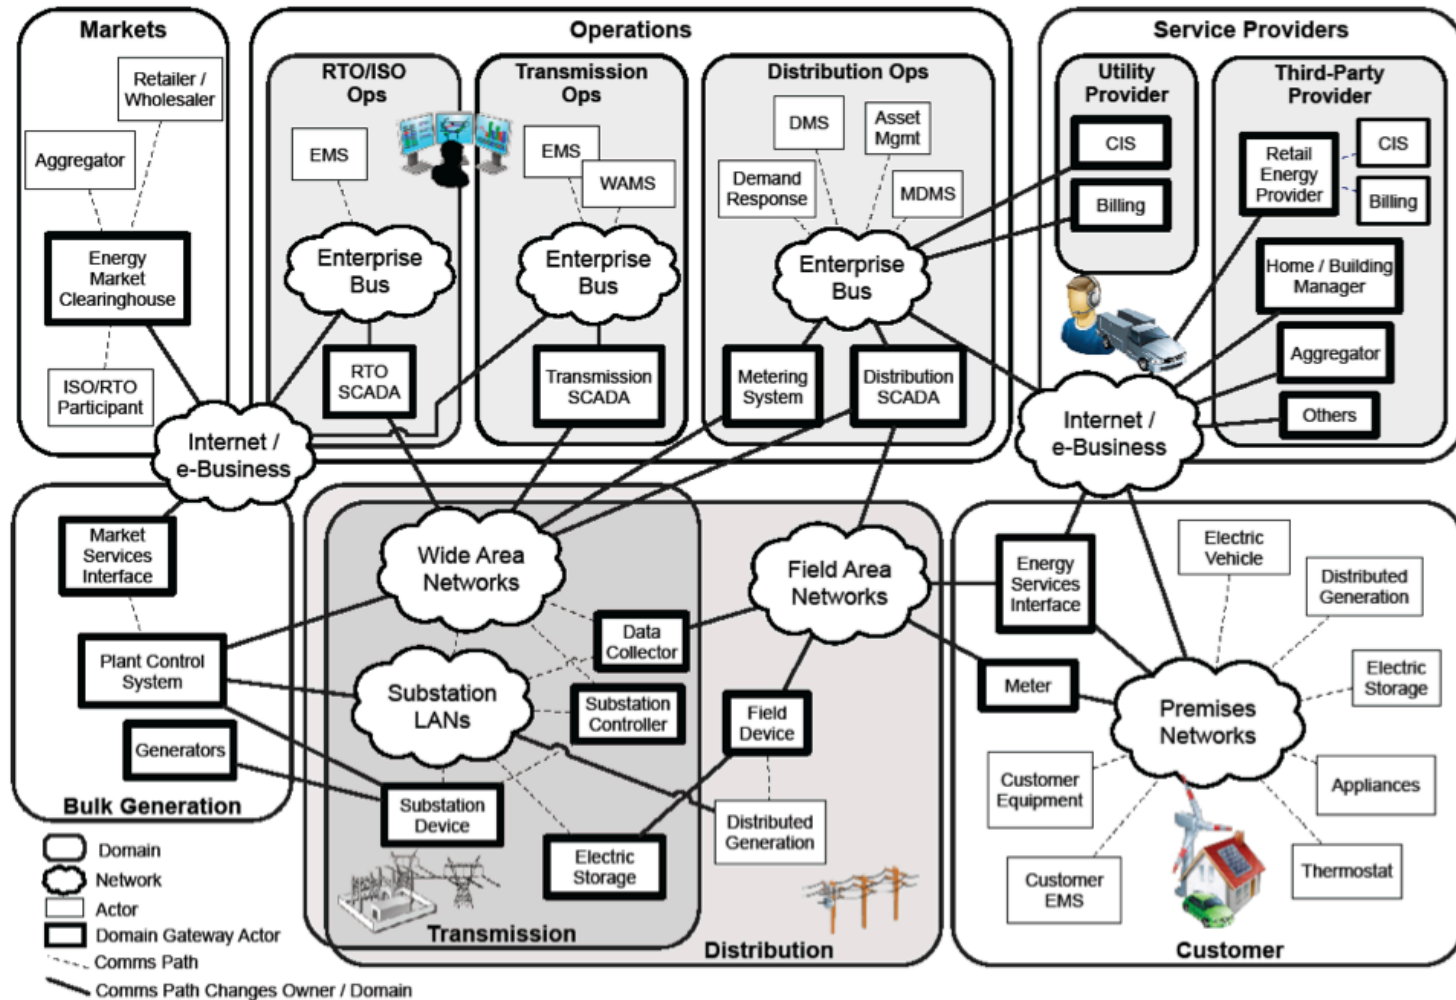 Markets
Retailer /
Wholesaler
Aggregator
Energy
Market
Clearinghouse
ISO/RTO
Participant
Operations
RTO/ISO
Ops
EMS
Enterprise
Bus
RTO
SCADA
Transmission
Ops
EMS
WAMS
Enterprise
Bus
Transmission
SCADA
Distribution Ops
DMS
Asset
Mgmt
Demand
Response
MDMS
Enterprise
Bus
Metering
System
Distribution
SCADA
Service Providers
Utility
Provider
CIS
Billing
Third-Party
Provider
Retail
Energy
Provider
CIS
Billing
Home / Building
Manager
Aggregator
Others
Internet /
e-Business
Internet /
e-Business
Market
Services
Interface
Plant Control
System
Generators
Bulk Generation
Wide Area
Networks
Data
Collector
Substation
LANs
Substation
Controller
Substation
Device
Electric
Storage
Transmission
Field Area
Networks
Field
Device
Distributed
Generation
Distribution
Energy
Services
Interface
Meter
Electric
Vehicle
Distributed
Generation
Electric
Storage
Premises
Networks
Customer
Equipment
Appliances
Customer
EMS
Thermostat
Customer
Domain
Network
Actor
Domain Gateway Actor
Comms Path
Comms Path Changes Owner / Domain